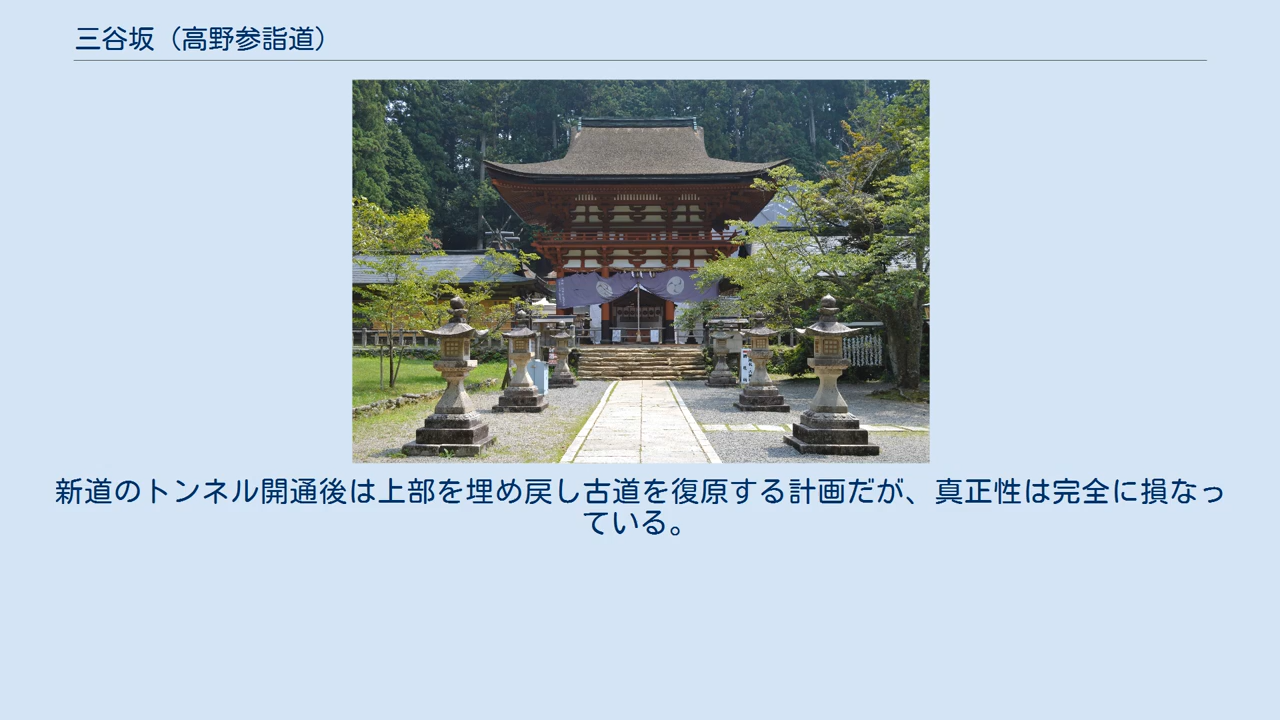 三谷坂（高野参詣道）
新道のトンネル開通後は上部を埋め戻し古道を復原する計画だが、真正性は完全に損なっ
ている。